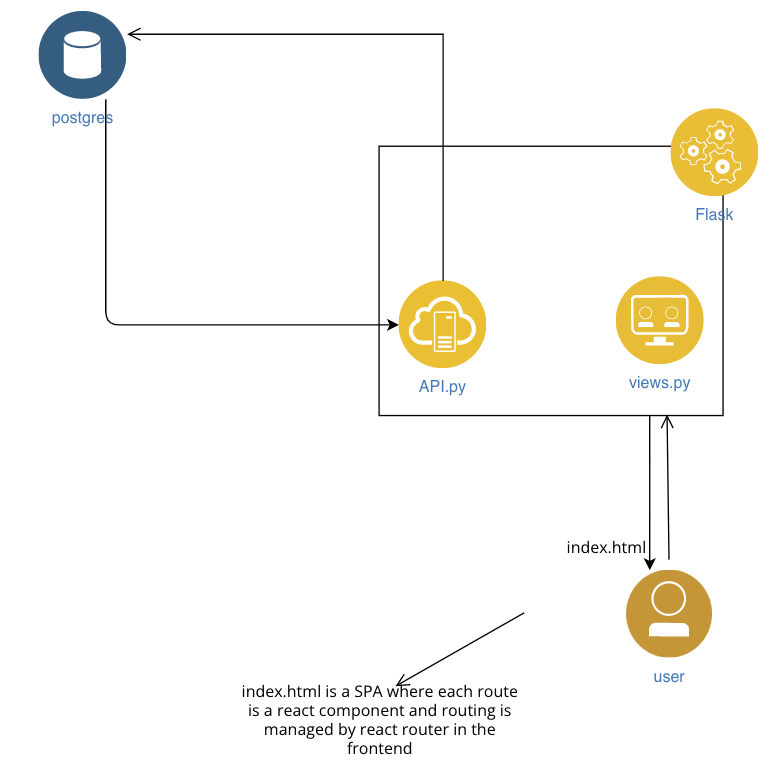 postgres
Flask
API.py
views.py
index.html
user
index.html is a SPA where each route
is a react component and routing is
managed by react router in the
frontend